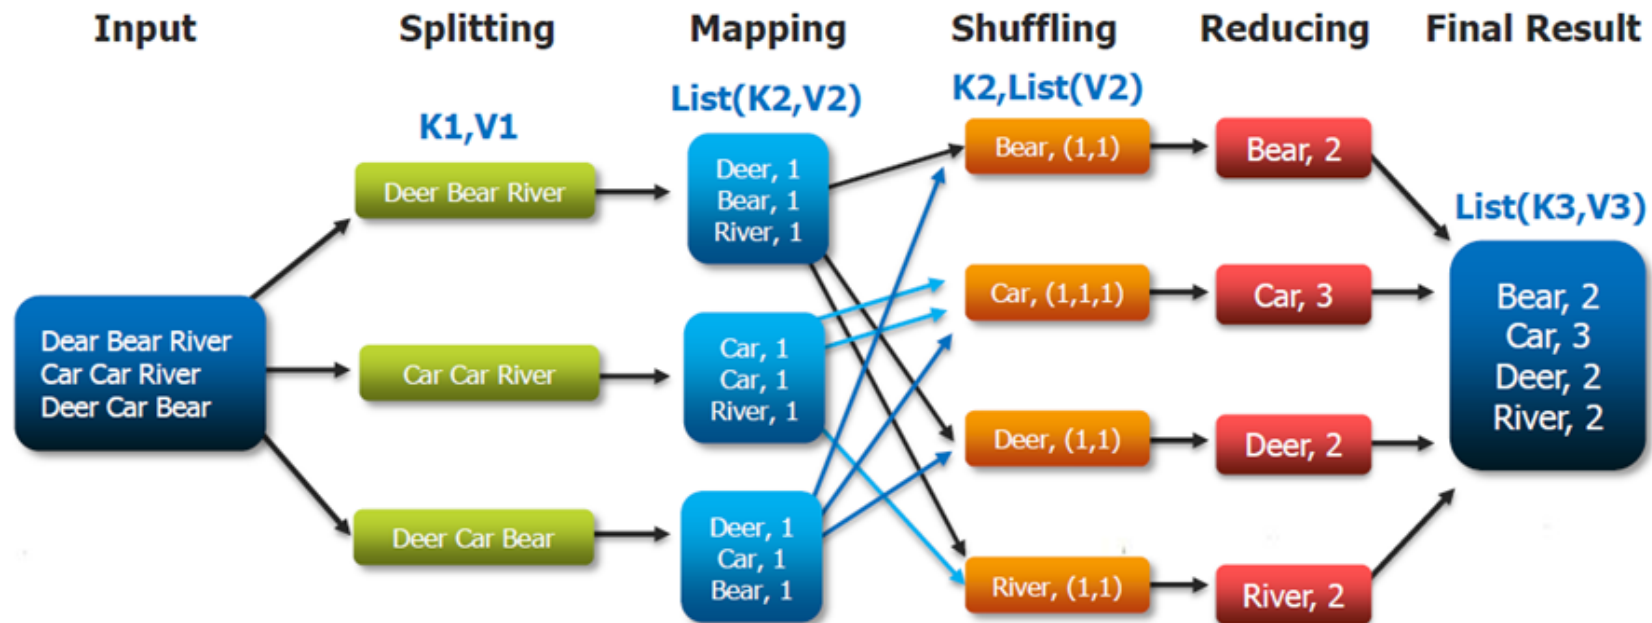 Input
Splitting
Mapping
Shuffling
Reducing
Final Result
K1,V1
List(K2,V2)
K2,List(V2)
List(K3,V3)
Dear Bear River
Car Car River
Deer Car Bear
Deer Bear River
Car Car River
Deer Car Bear
Deer, 1
Bear, 1
River, 1
Car, 1
Car, 1
River, 1
Deer, 1
Car, 1
Bear, 1
Bear, (1,1)
Car, (1,1,1)
Deer, (1,1)
River, (1,1)
Bear, 2
Car, 3
Deer, 2
River, 2
Bear, 2
Car, 3
Deer, 2
River, 2